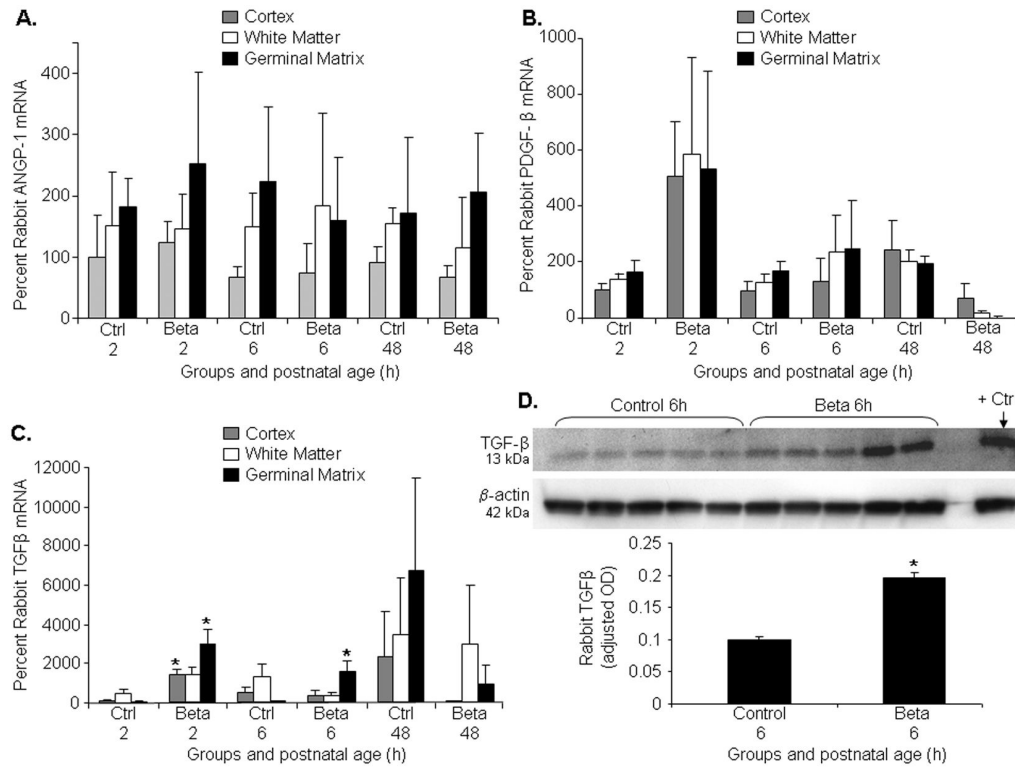 A.
Cortex
White Matter
Germinal Matrix
Percent Rabbit ANGP-1 mRNA
400
300
200
100
0
Ctrl Beta Ctrl Beta Ctrl Beta
2 2 6 6 48 48
Groups and postnatal age (h)
B.
Cortex
White Matter
Germinal Matrix
Percent Rabbit PDGF- β mRNA
1000
800
600
400
200
0
Ctrl Beta Ctrl Beta Ctrl Beta
2 2 6 6 48 48
Groups and postnatal age (h)
C.
Cortex
White Matter
Germinal Matrix
Percent Rabbit TGFβ mRNA
12000
10000
8000
6000
4000
2000
0
* * *
Ctrl Beta Ctrl Beta Ctrl Beta
2 2 6 6 48 48
Groups and postnatal age (h)
D.
Control 6h Beta 6h + Ctr
TGF-β
13 kDa
β-actin
42 kDa
Rabbit TGFβ
(adjusted OD)
0.25
0.2
0.15
0.1
0.05
0
*
Control Beta
6 6
Groups and postnatal age (h)